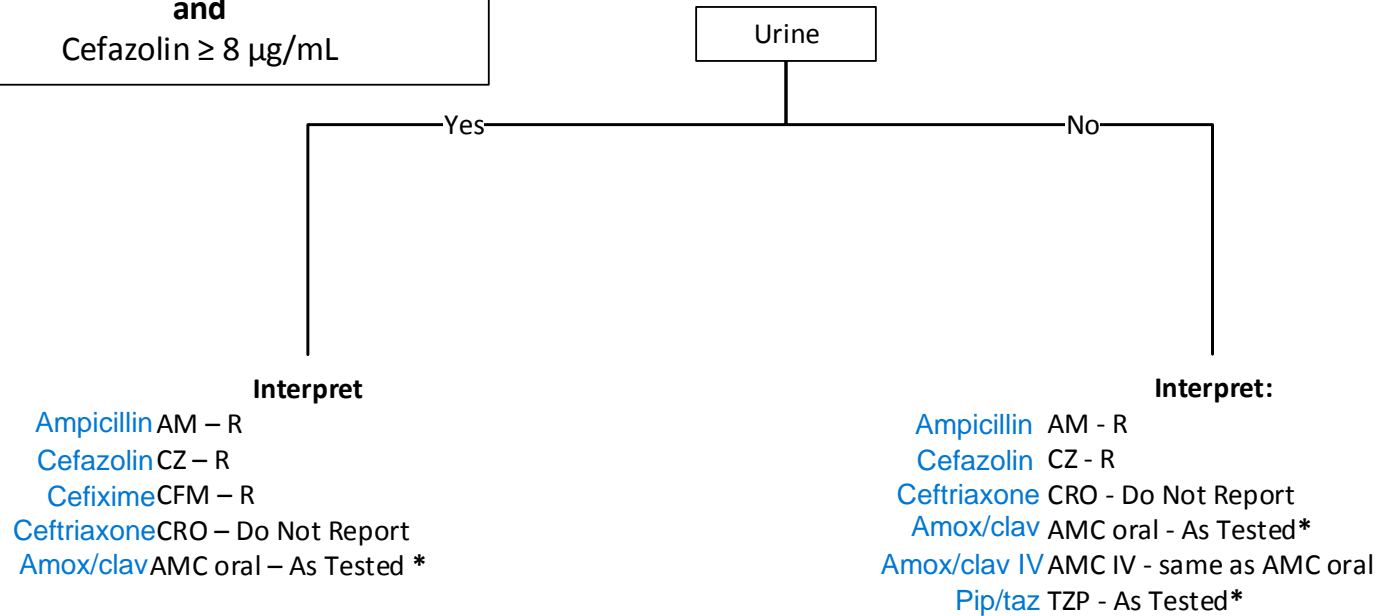 and
Cefazolin ≥ 8 µg/mL
Urine
Yes
No
Interpret
Ampicillin AM – R
Cefazolin CZ – R
Cefixime CFM – R
Ceftriaxone CRO – Do Not Report
Amox/clav AMC oral – As Tested *
Interpret:
Ampicillin AM - R
Cefazolin CZ - R
Ceftriaxone CRO - Do Not Report
Amox/clav AMC oral - As Tested*
Amox/clav IV AMC IV - same as AMC oral
Pip/taz TZP - As Tested*